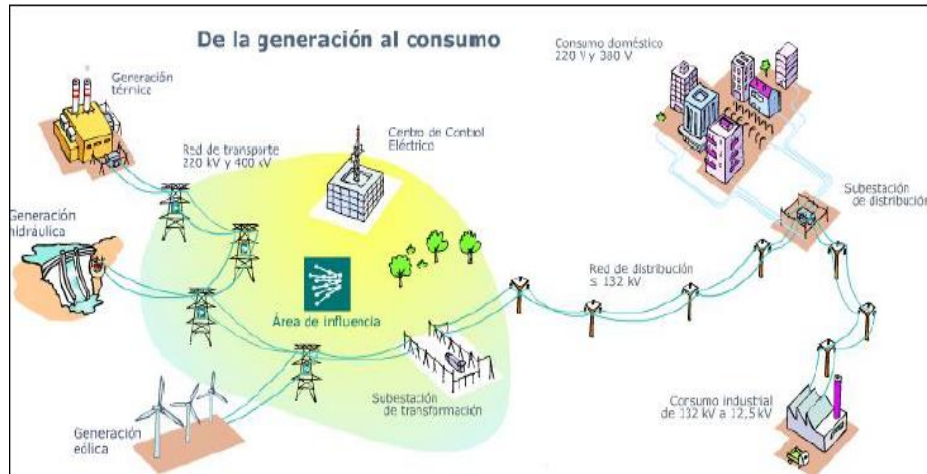 De la generación al consumo
Generación
térmica
Red de transporte
220 kV y 400 kV
Centro de Control
Eléctrico
Consumo doméstico
220 V y 380 V
Generación
hidráulica
Subestación
de distribución
Área de influencia
Red de distribución
≤ 132 kV
Subestación
de transformación
Generación
eólica
Consumo industrial
de 132 kV a 12,5 kV